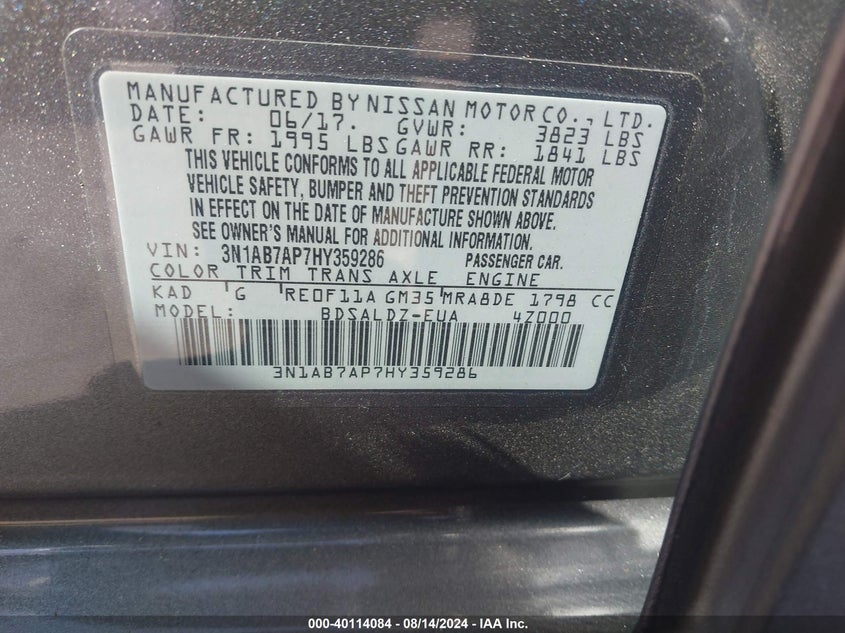 MANUFACTURED BY NISSAN MOTOR CO., LTD.
DATE: 06/17. GVWR: 3823 LBS
GAWR FR: 1995 LBS GAWR RR: 1841 LBS
THIS VEHICLE CONFORMS TO ALL APPLICABLE FEDERAL MOTOR
VEHICLE SAFETY, BUMPER AND THEFT PREVENTION STANDARDS
IN EFFECT ON THE DATE OF MANUFACTURE SHOWN ABOVE.
SEE OWNER'S MANUAL FOR ADDITIONAL INFORMATION.
VIN: 3N1AB7AP7HY359286 PASSENGER CAR.
COLOR TRIM TRANS AXLE ENGINE
KAD G RE0F11A GM35 MRA8DE 1798 CC
MODEL: BDSALDZ-EUA 4Z000
3N1AB7AP7HY359286
000-40114084 - 08/14/2024 - IAA Inc.